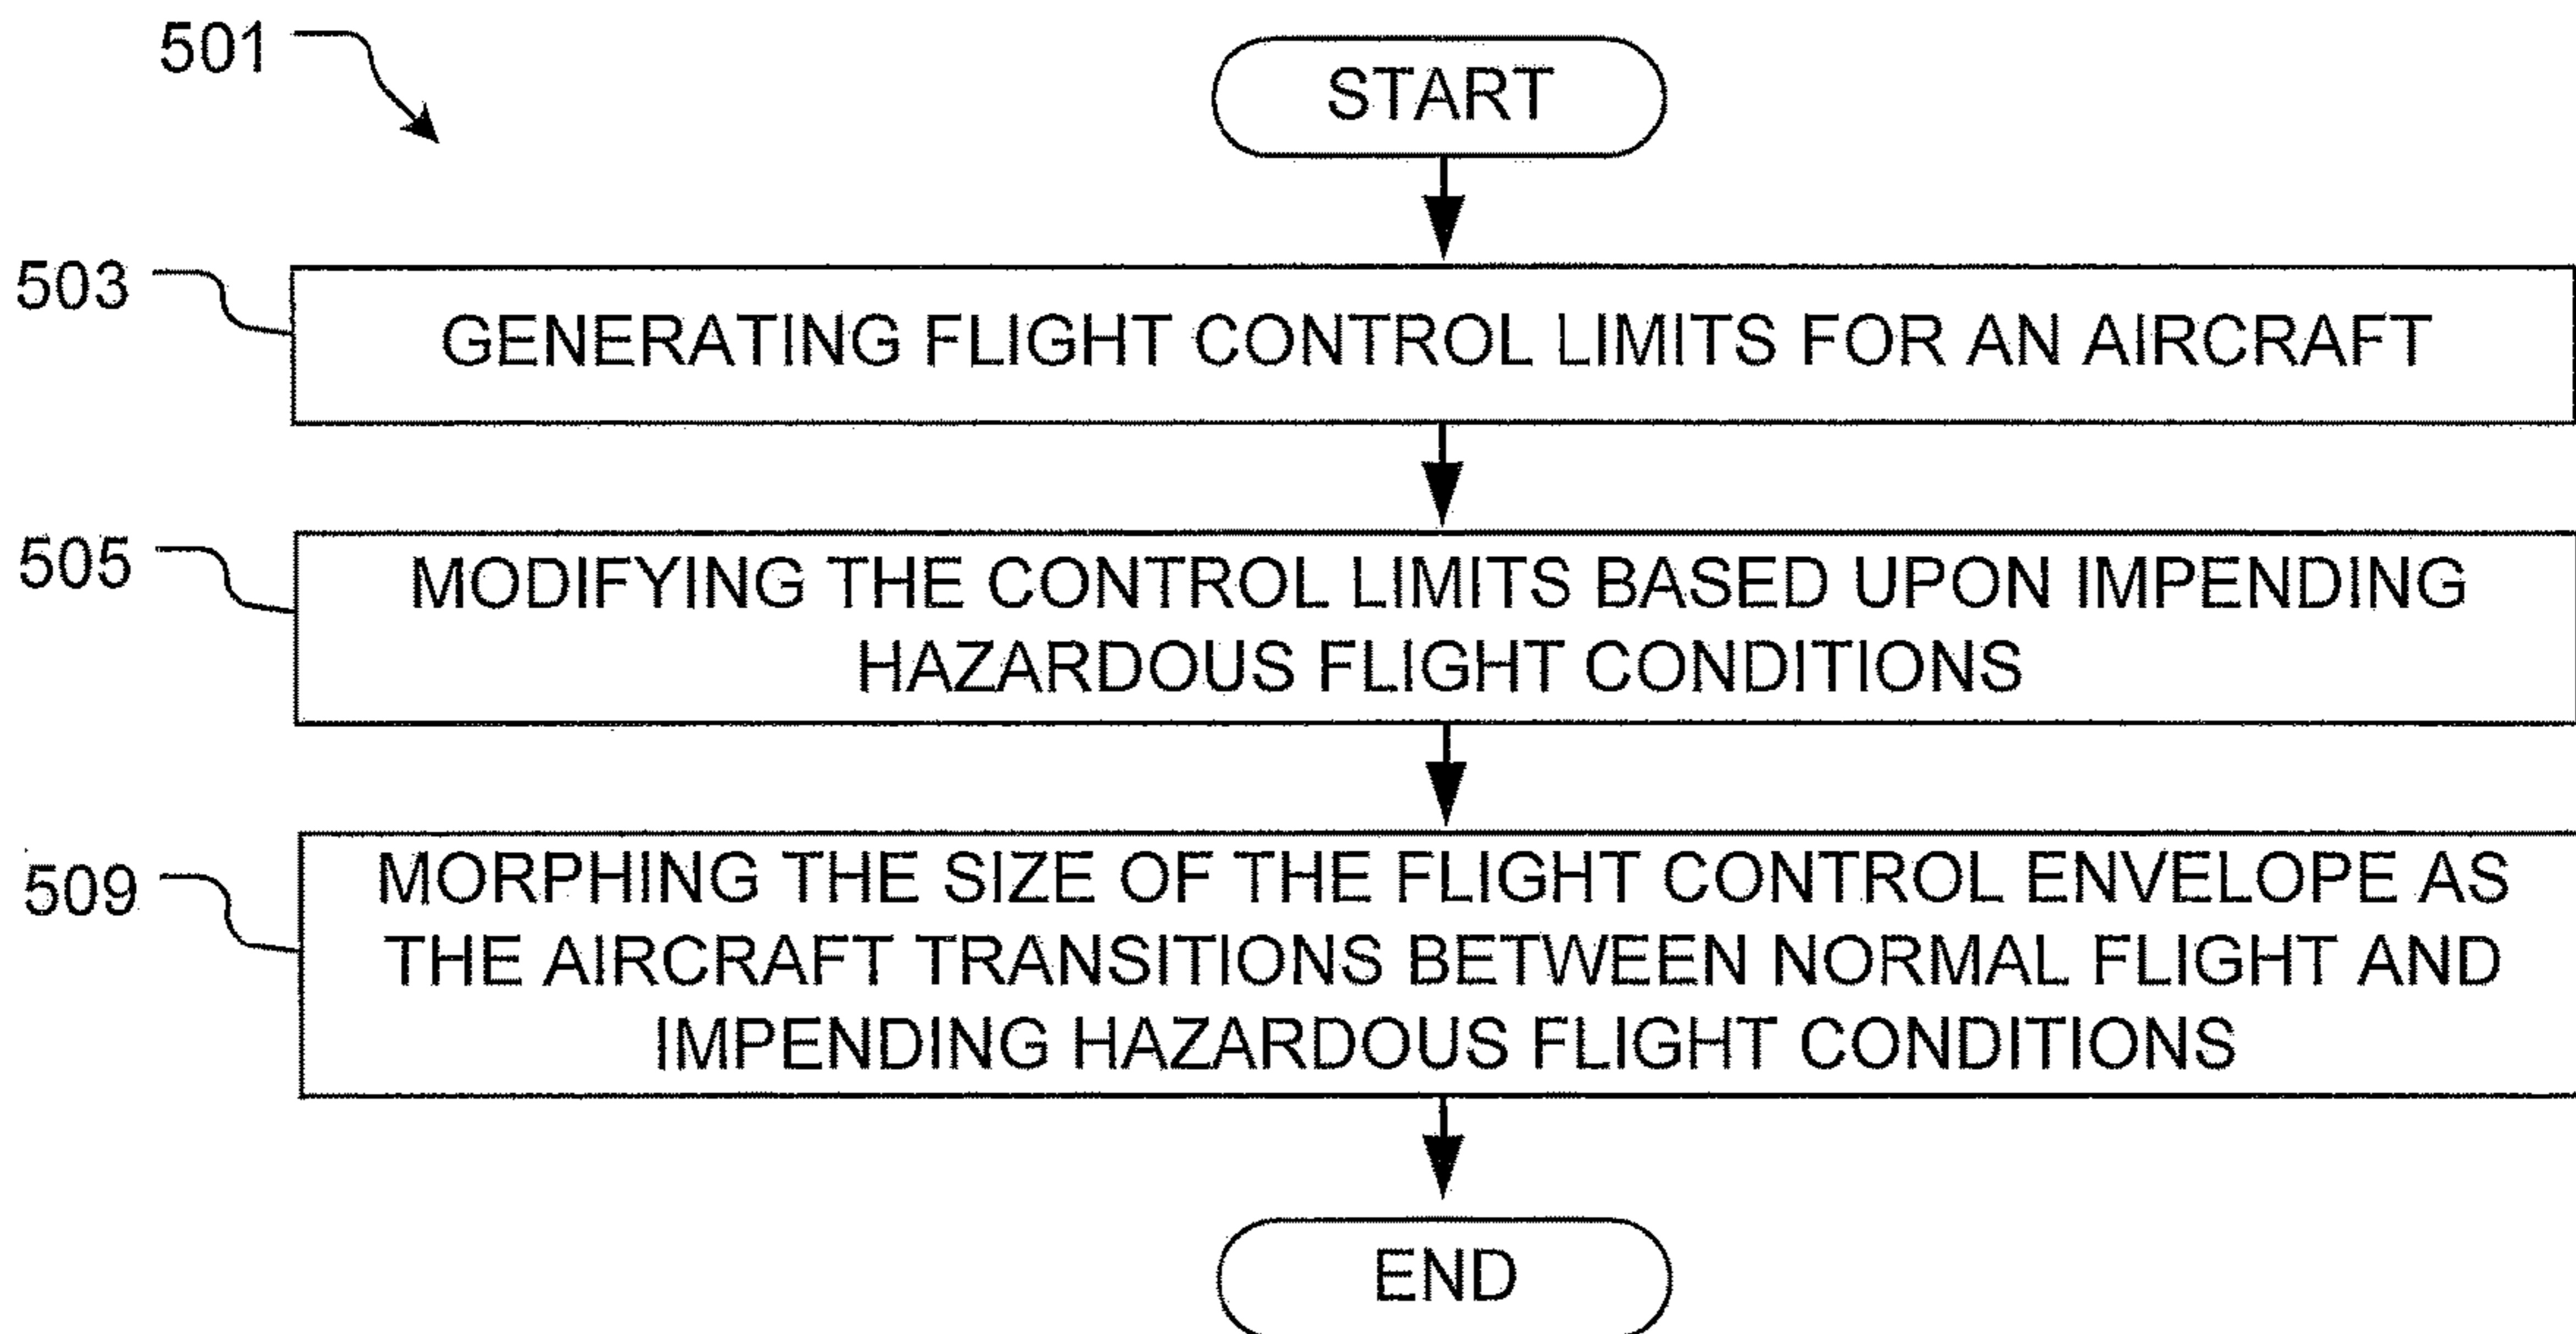 501
START
503
GENERATING FLIGHT CONTROL LIMITS FOR AN AIRCRAFT
505
MODIFYING THE CONTROL LIMITS BASED UPON IMPENDING
HAZARDOUS FLIGHT CONDITIONS
509
MORPHING THE SIZE OF THE FLIGHT CONTROL ENVELOPE AS
THE AIRCRAFT TRANSITIONS BETWEEN NORMAL FLIGHT AND
IMPENDING HAZARDOUS FLIGHT CONDITIONS
END